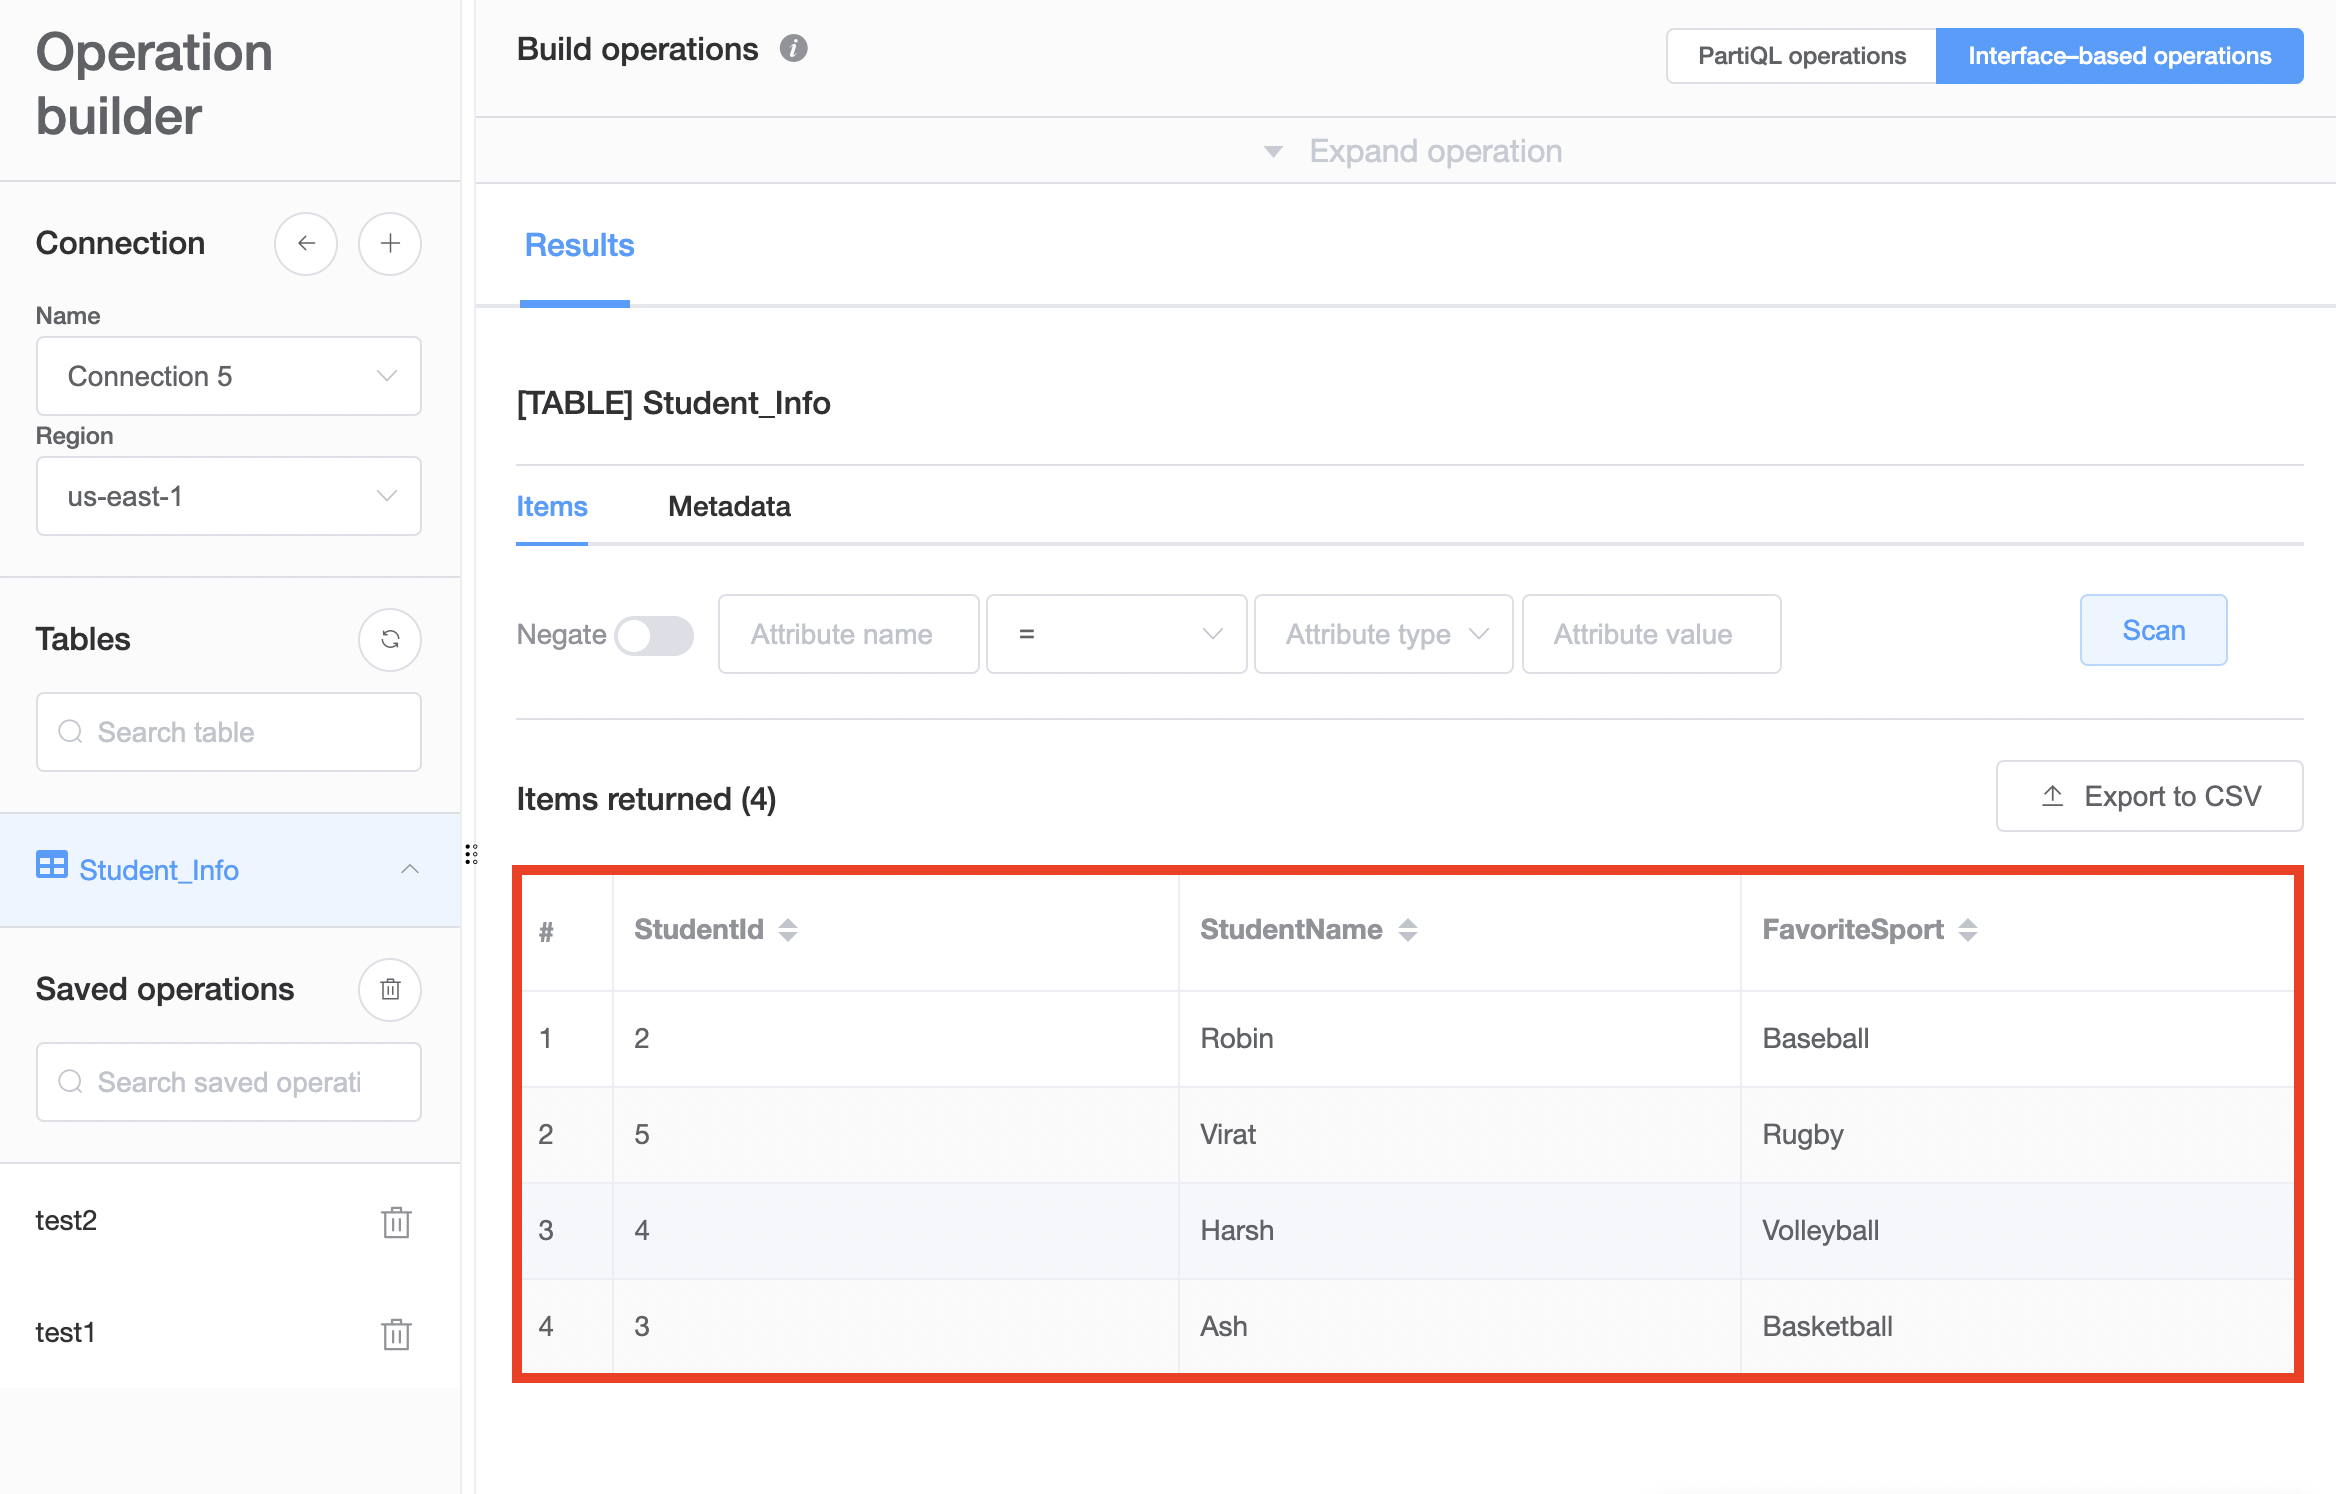 Operation
builder
Connection
Name
Connection 5
Region
us-east-1
Tables
Search table
Student_Info
Saved operations
Search saved operati
test2
test1
Build operations
PartiQL operations
Interface–based operations
Expand operation
Results
[TABLE] Student_Info
Items Metadata
Negate Attribute name = Attribute type Attribute value Scan
Items returned (4)
Export to CSV
# StudentId StudentName FavoriteSport
1 2 Robin Baseball
2 5 Virat Rugby
3 4 Harsh Volleyball
4 3 Ash Basketball